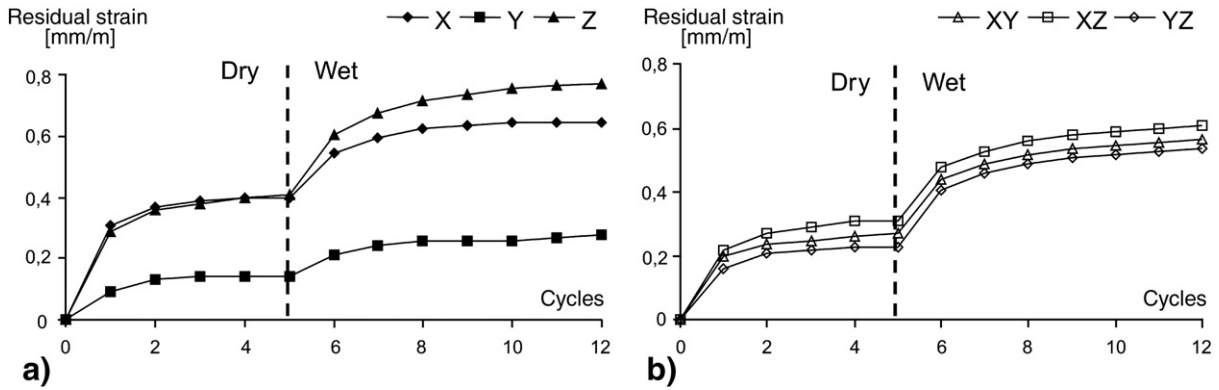 Residual strain
[mm/m]
X Y Z
Dry Wet
0,8
0,6
0,4
0,2
0
Cycles
0 2 4 6 8 10 12
a)
Residual strain
[mm/m]
XY XZ YZ
Dry Wet
0,8
0,6
0,4
0,2
0
Cycles
0 2 4 6 8 10 12
b)